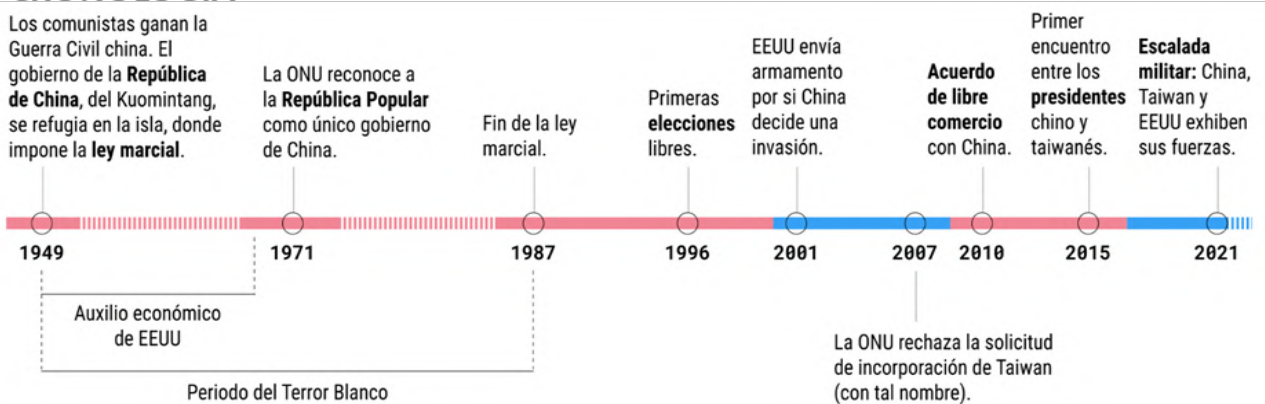 Los comunistas ganan la
Guerra Civil china. El
gobierno de la República
de China, del Kuomintang,
se refugia en la isla, donde
impone la ley marcial.
La ONU reconoce a
la República Popular
como único gobierno
de China.
Fin de la ley
marcial.
Primeras
elecciones
libres.
EEUU envía
armamento
por si China
decide una
invasión.
Acuerdo
de libre
comercio
con China.
Primer
encuentro
entre los
presidentes
chino y
taiwanés.
Escalada
militar: China,
Taiwan y
EEUU exhiben
sus fuerzas.
1949
1971
1987
1996
2001
2007
2010
2015
2021
Auxilio económico
de EEUU
Periodo del Terror Blanco
La ONU rechaza la solicitud
de incorporación de Taiwan
(con tal nombre).